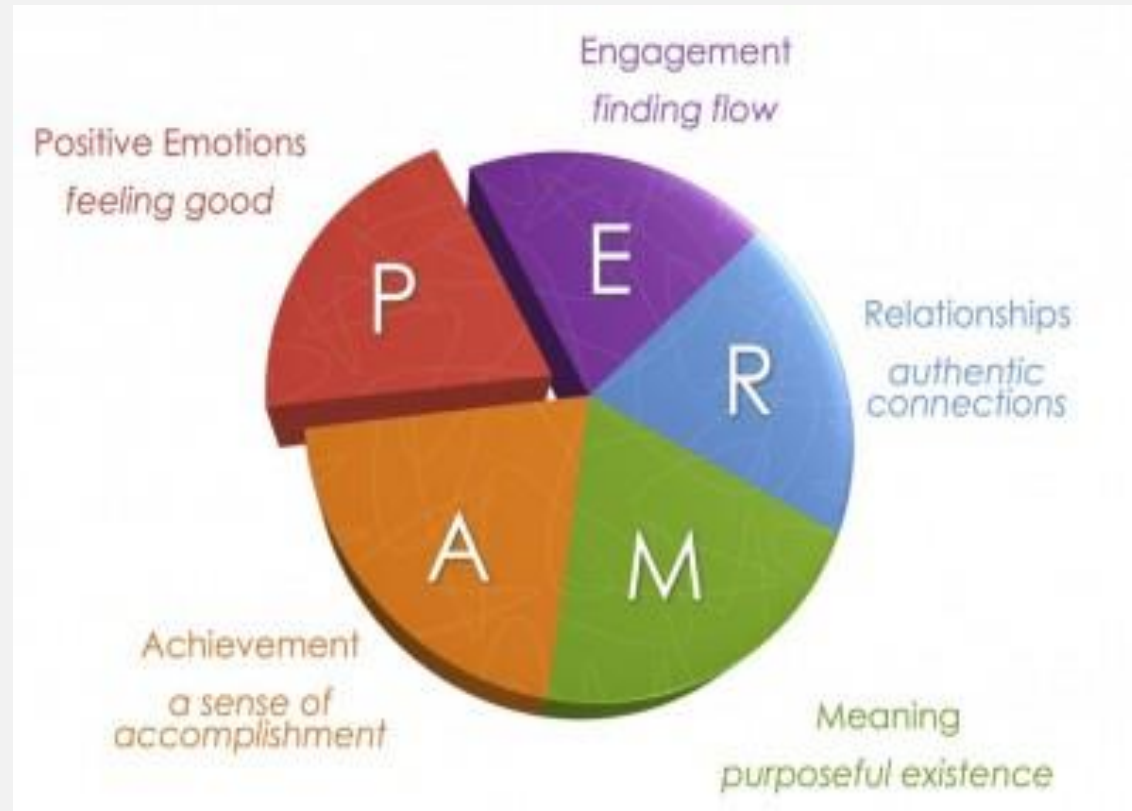 Engagement
finding flow
Positive Emotions
feeling good
P
E
R
Relationships
authentic
connections
A
M
Achievement
a sense of
accomplishment
Meaning
purposeful existence